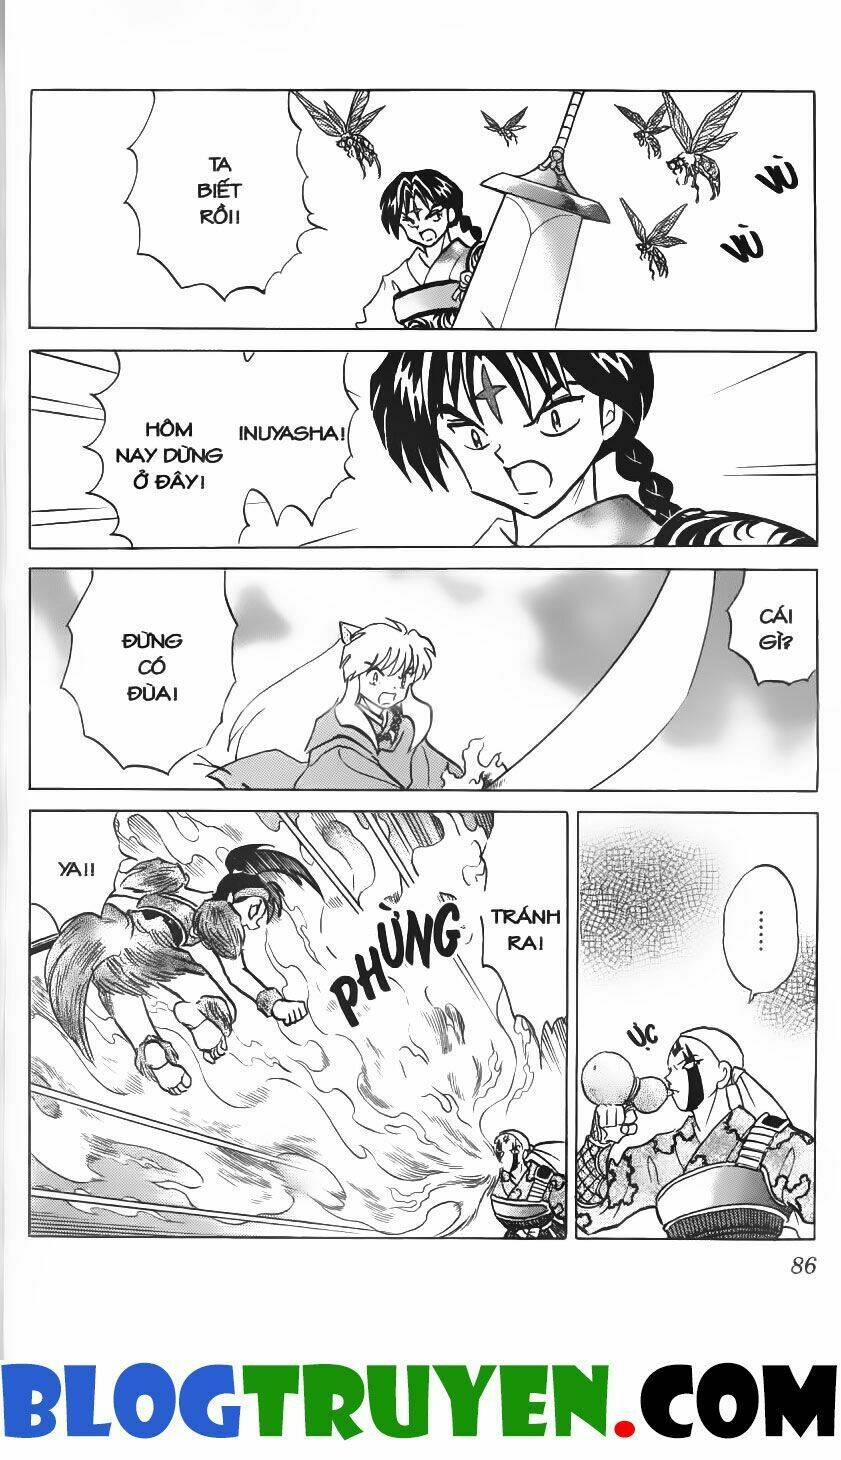 TA
BIẾT
RỒI!
VÙ
VÙ
HÔM
NAY DỪNG
Ở ĐÂY!
INUYASHA!
CÁI
GÌ?
ĐỪNG
CÓ
ĐÙA!
......
ỰC
TRÁNH
RA!
PHỪNG
YA!!
86
BLOGTRUYEN.COM